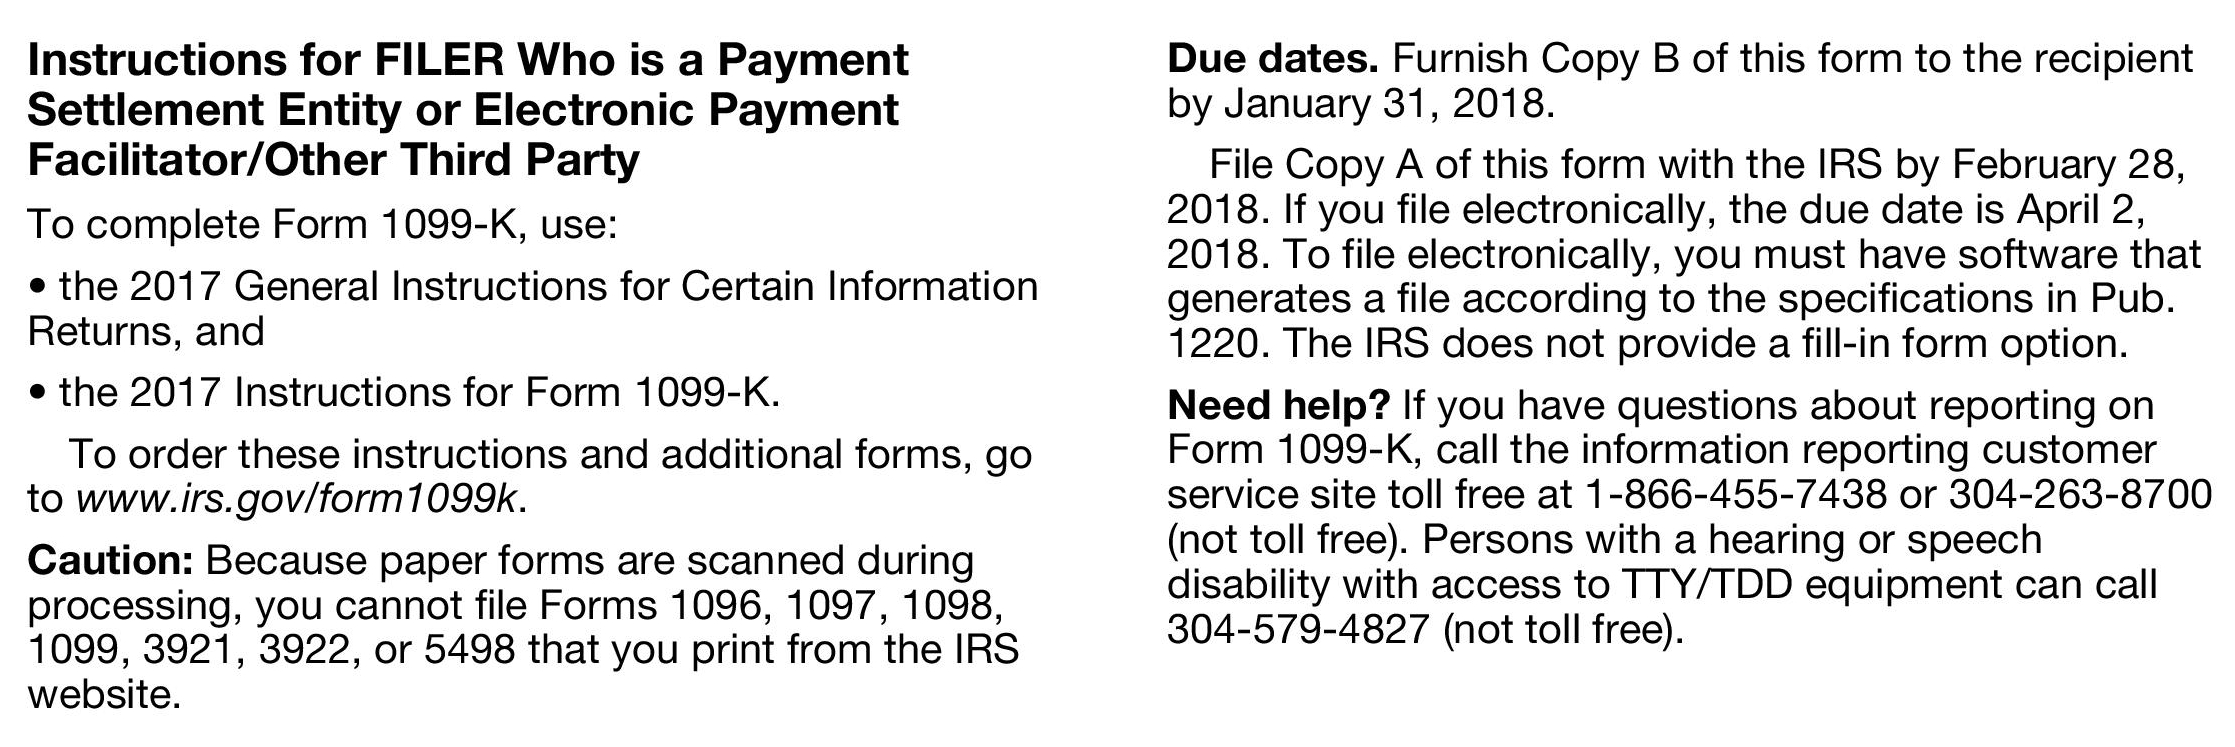 Instructions for FILER Who is a Payment
Settlement Entity or Electronic Payment
Facilitator/Other Third Party
To complete Form 1099-K, use:
• the 2017 General Instructions for Certain Information
Returns, and
• the 2017 Instructions for Form 1099-K.
To order these instructions and additional forms, go
to www.irs.gov/form1099k.
Caution: Because paper forms are scanned during
processing, you cannot file Forms 1096, 1097, 1098,
1099, 3921, 3922, or 5498 that you print from the IRS
website.
Due dates. Furnish Copy B of this form to the recipient
by January 31, 2018.
File Copy A of this form with the IRS by February 28,
2018. If you file electronically, the due date is April 2,
2018. To file electronically, you must have software that
generates a file according to the specifications in Pub.
1220. The IRS does not provide a fill-in form option.
Need help? If you have questions about reporting on
Form 1099-K, call the information reporting customer
service site toll free at 1-866-455-7438 or 304-263-8700
(not toll free). Persons with a hearing or speech
disability with access to TTY/TDD equipment can call
304-579-4827 (not toll free).